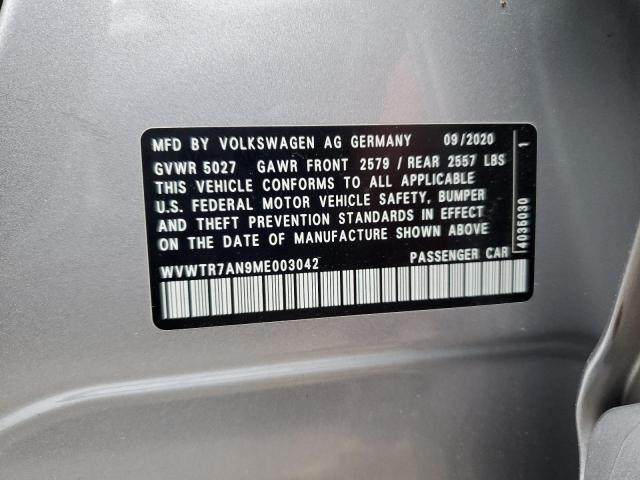 MFD BY VOLKSWAGEN AG GERMANY 09/2020
GVWR 5027 GAWR FRONT 2579 / REAR 2557 LBS
THIS VEHICLE CONFORMS TO ALL APPLICABLE
U.S. FEDERAL MOTOR VEHICLE SAFETY, BUMPER
AND THEFT PREVENTION STANDARDS IN EFFECT
ON THE DATE OF MANUFACTURE SHOWN ABOVE
WVWTR7AN9ME003042 PASSENGER CAR
4035030 1